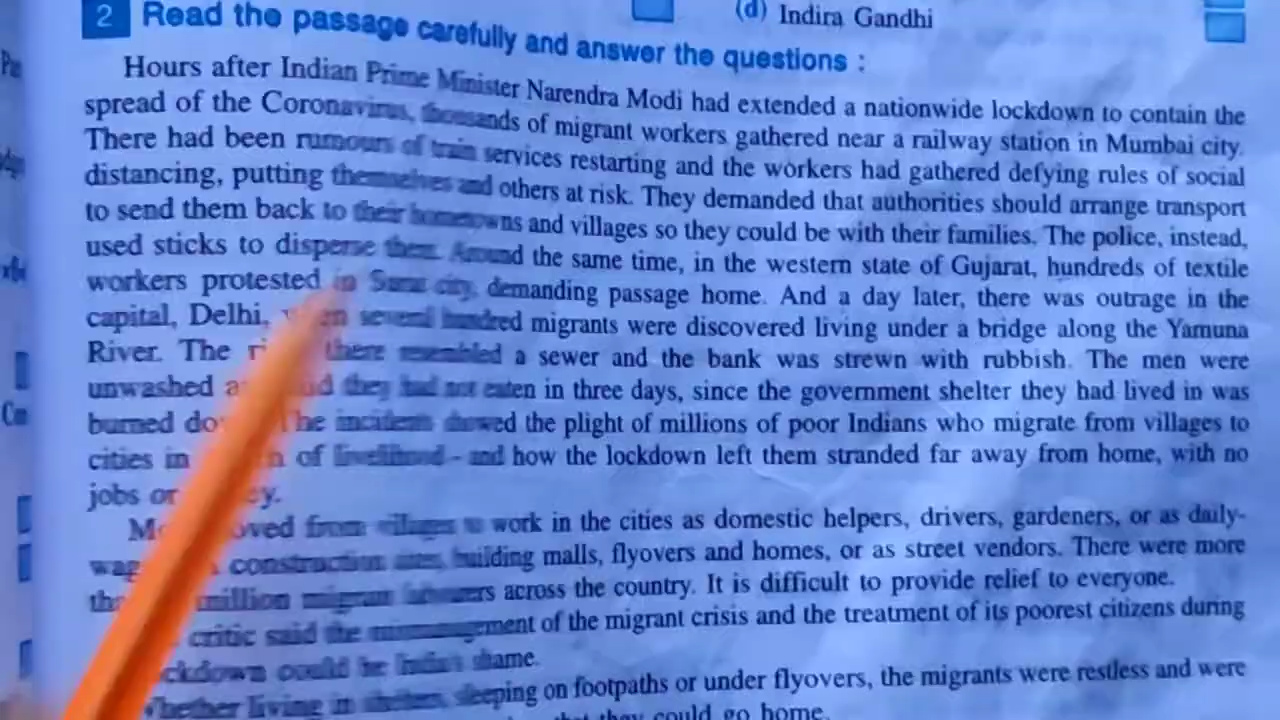 (d) Indira Gandhi
2 Read the passage carefully and answer the questions :
Hours after Indian Prime Minister Narendra Modi had extended a nationwide lockdown to contain the
spread of the Coronavirus, thousands of migrant workers gathered near a railway station in Mumbai city.
There had been rumours of train services restarting and the workers had gathered defying rules of social
distancing, putting themselves and others at risk. They demanded that authorities should arrange transport
to send them back to their hometowns and villages so they could be with their families. The police, instead,
used sticks to disperse them. Around the same time, in the western state of Gujarat, hundreds of textile
workers protested in Surat city, demanding passage home. And a day later, there was outrage in the
capital, Delhi, several hundred migrants were discovered living under a bridge along the Yamuna
River. The there resembled a sewer and the bank was strewn with rubbish. The men were
unwashed they had not eaten in three days, since the government shelter they had lived in was
burned The incidents showed the plight of millions of poor Indians who migrate from villages to
cities in of livelihood - and how the lockdown left them stranded far away from home, with no
jobs or
from villages to work in the cities as domestic helpers, drivers, gardeners, or as daily-
construction sites, building malls, flyovers and homes, or as street vendors. There were more
million migrant labourers across the country. It is difficult to provide relief to everyone.
critic said the mismanagement of the migrant crisis and the treatment of its poorest citizens during
could be India's shame.
living in shelters, sleeping on footpaths or under flyovers, the migrants were restless and were
they could go home.